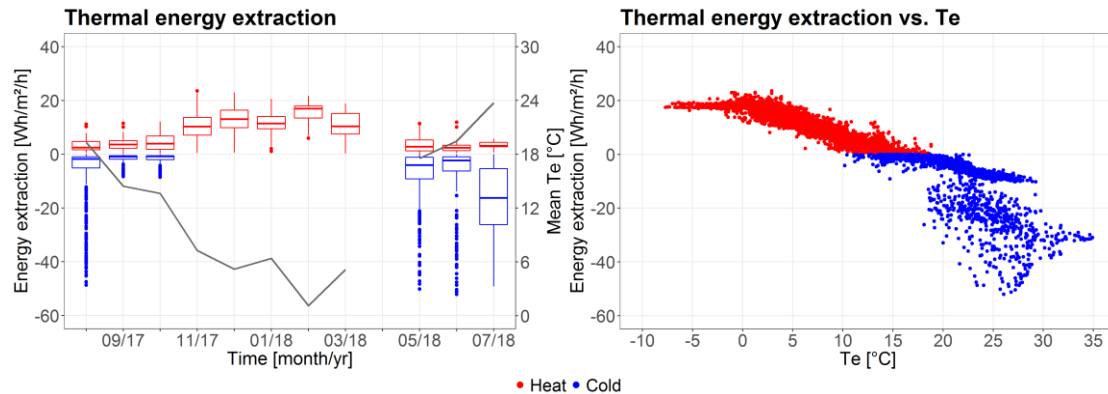 Thermal energy extraction
Energy extraction [Wh/m²/h]
40
20
0
-20
-40
-60
30
24
18
12
6
0
Mean Te [°C]
09/17 11/17 01/18 03/18 05/18 07/18
Time [month/yr]
Thermal energy extraction vs. Te
Energy extraction [Wh/m²/h]
40
20
0
-20
-40
-60
-10 -5 0 5 10 15 20 25 30 35
Te [°C]
Heat Cold